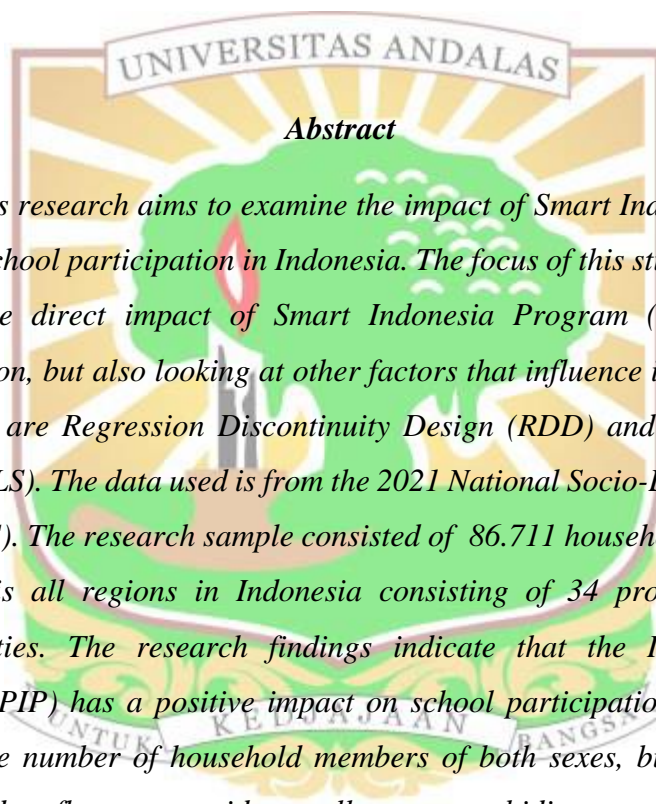 UNIVERSITAS ANDALAS
Abstract
s research aims to examine the impact of Smart Ind
chool participation in Indonesia. The focus of this st
e direct impact of Smart Indonesia Program (
on, but also looking at other factors that influence i
are Regression Discontinuity Design (RDD) and
LS). The data used is from the 2021 National Socio-
). The research sample consisted of 86.711 househ
is all regions in Indonesia consisting of 34 pro
ties. The research findings indicate that the I
PIP) has a positive impact on school participation
e number of household members of both sexes, bu
UNTUK KEDJAJAAN BANGSA